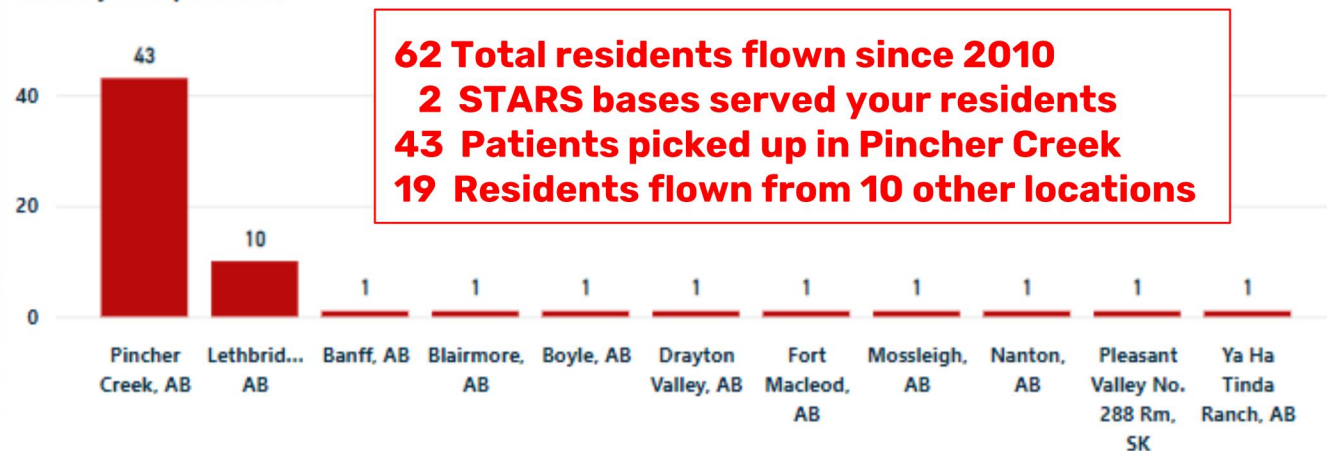 62 Total residents flown since 2010
2 STARS bases served your residents
43 Patients picked up in Pincher Creek
19 Residents flown from 10 other locations
43
40
20
10
0
1 1 1 1 1 1 1 1 1
Pincher Creek, AB
Lethbrid... AB
Banff, AB
Blairmore, AB
Boyle, AB
Drayton Valley, AB
Fort Macleod, AB
Mossleigh, AB
Nanton, AB
Pleasant Valley No. 288 Rm, SK
Ya Ha Tinda Ranch, AB